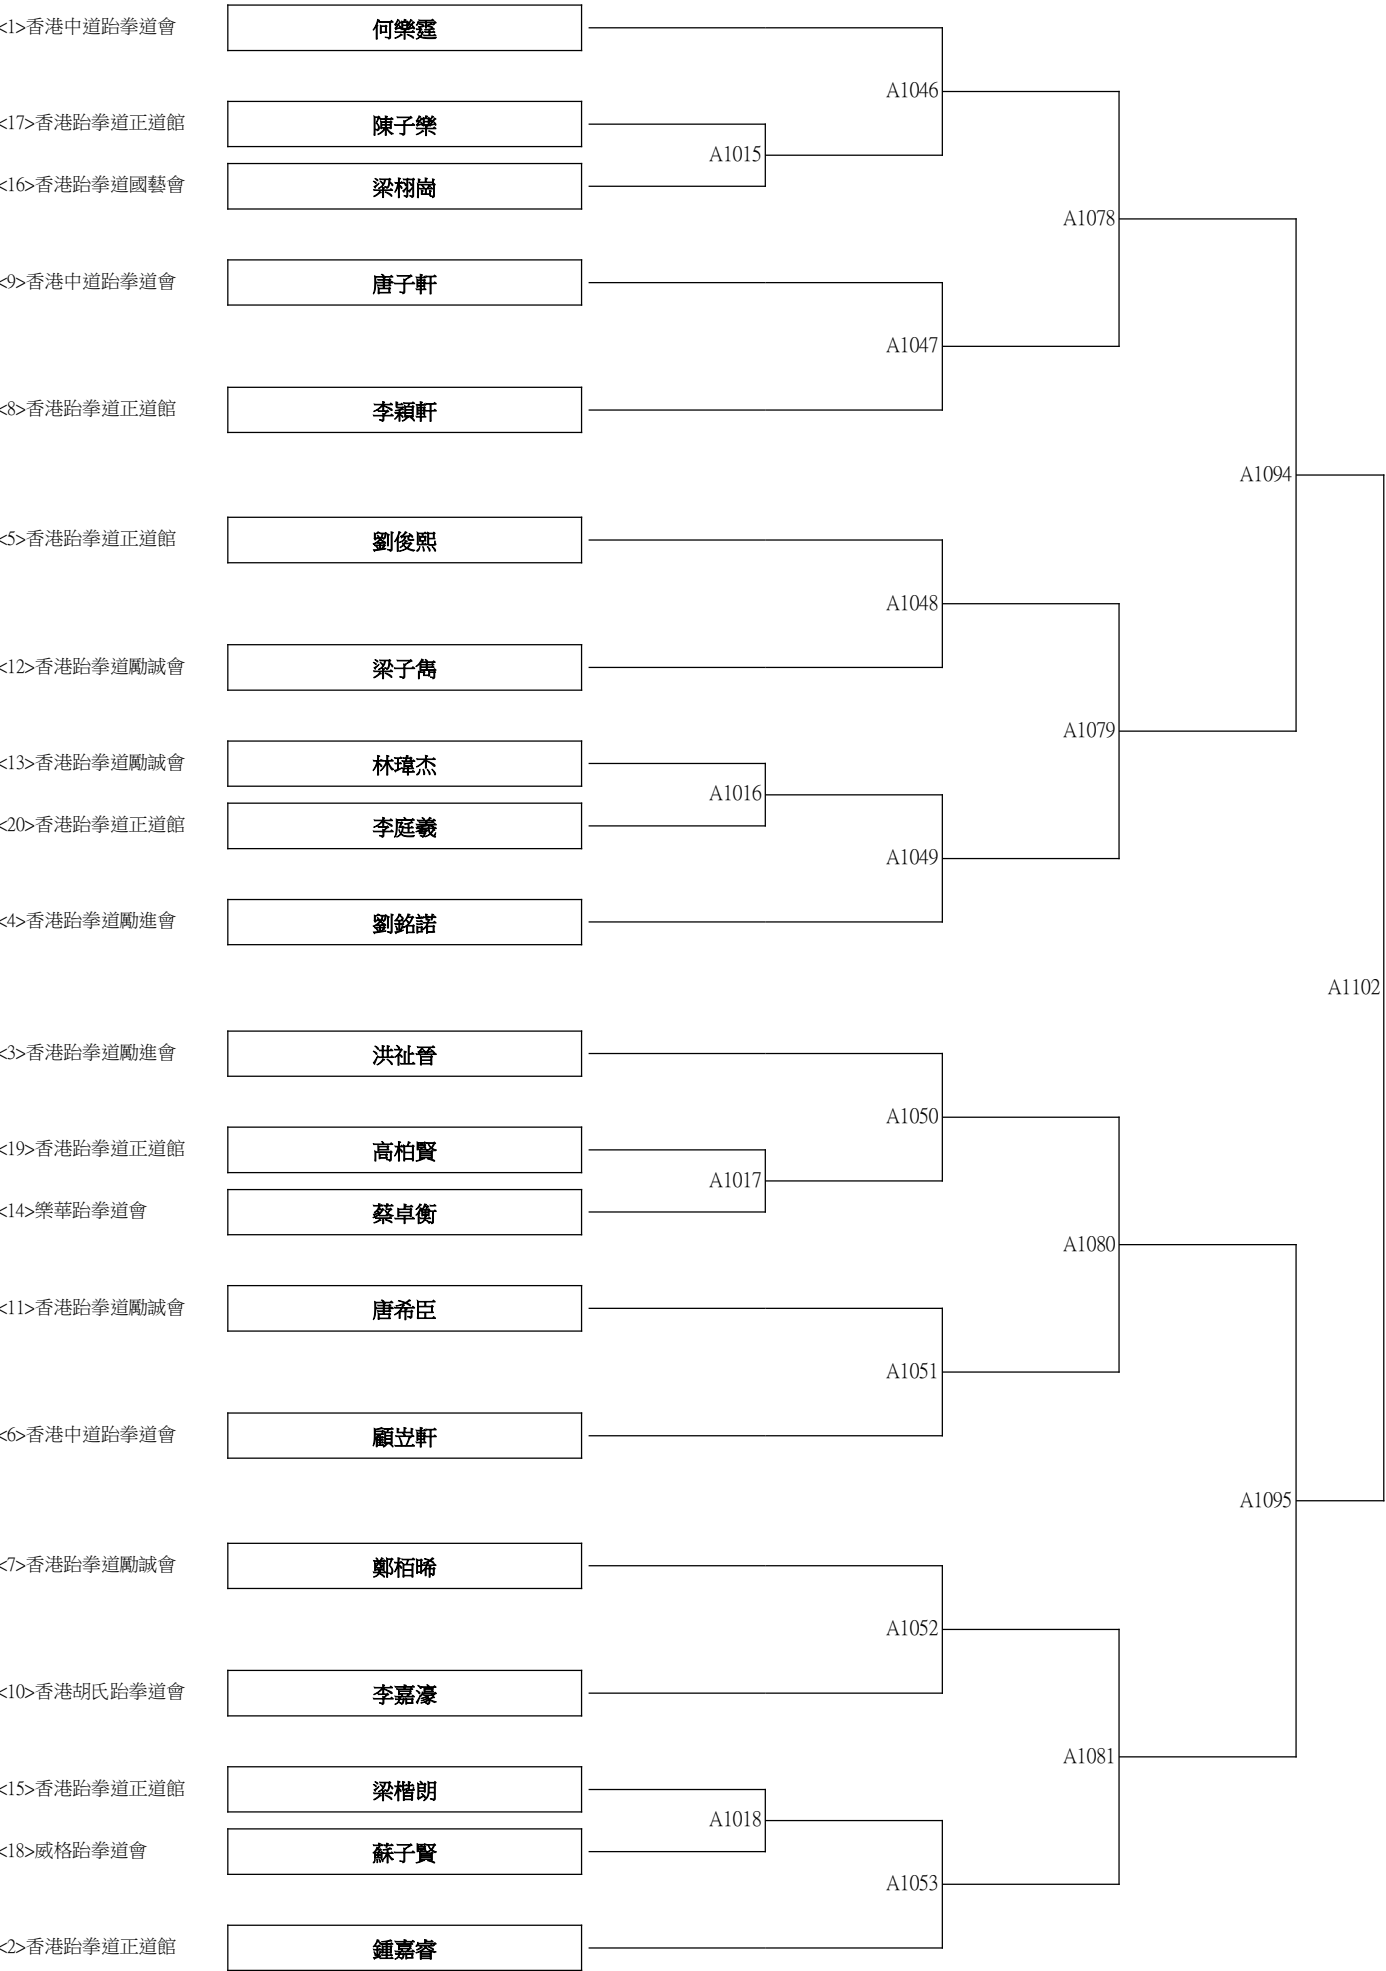 <1>香港中道跆拳道會 何樂霆
A1046
<17>香港跆拳道正道館 陳子樂
A1015
<16>香港跆拳道國藝會 梁栩崗
A1078
<9>香港中道跆拳道會 唐子軒
A1047
<8>香港跆拳道正道館 李穎軒
A1094
<5>香港跆拳道正道館 劉俊熙
A1048
<12>香港跆拳道勵誠會 梁子雋
A1079
<13>香港跆拳道勵誠會 林瑋杰
A1016
<20>香港跆拳道正道館 李庭羲
A1049
<4>香港跆拳道勵進會 劉銘諾
A1102
<3>香港跆拳道勵進會 洪祉晉
A1050
<19>香港跆拳道正道館 高柏賢
A1017
<14>樂華跆拳道會 蔡卓衡
A1080
<11>香港跆拳道勵誠會 唐希臣
A1051
<6>香港中道跆拳道會 顧岦軒
A1095
<7>香港跆拳道勵誠會 鄭栢晞
A1052
<10>香港胡氏跆拳道會 李嘉濠
A1081
<15>香港跆拳道正道館 梁楷朗
A1018
<18>威格跆拳道會 蘇子賢
A1053
<2>香港跆拳道正道館 鍾嘉睿